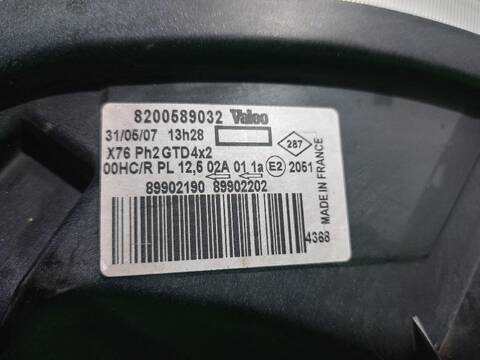 8200589032 Valeo
31/05/07 13h28
287
X76 Ph2 GTD4x2
00HC/R PL 12,5 02A 01 1a E2 2051
89902190 89902202
MADE IN FRANCE
4368